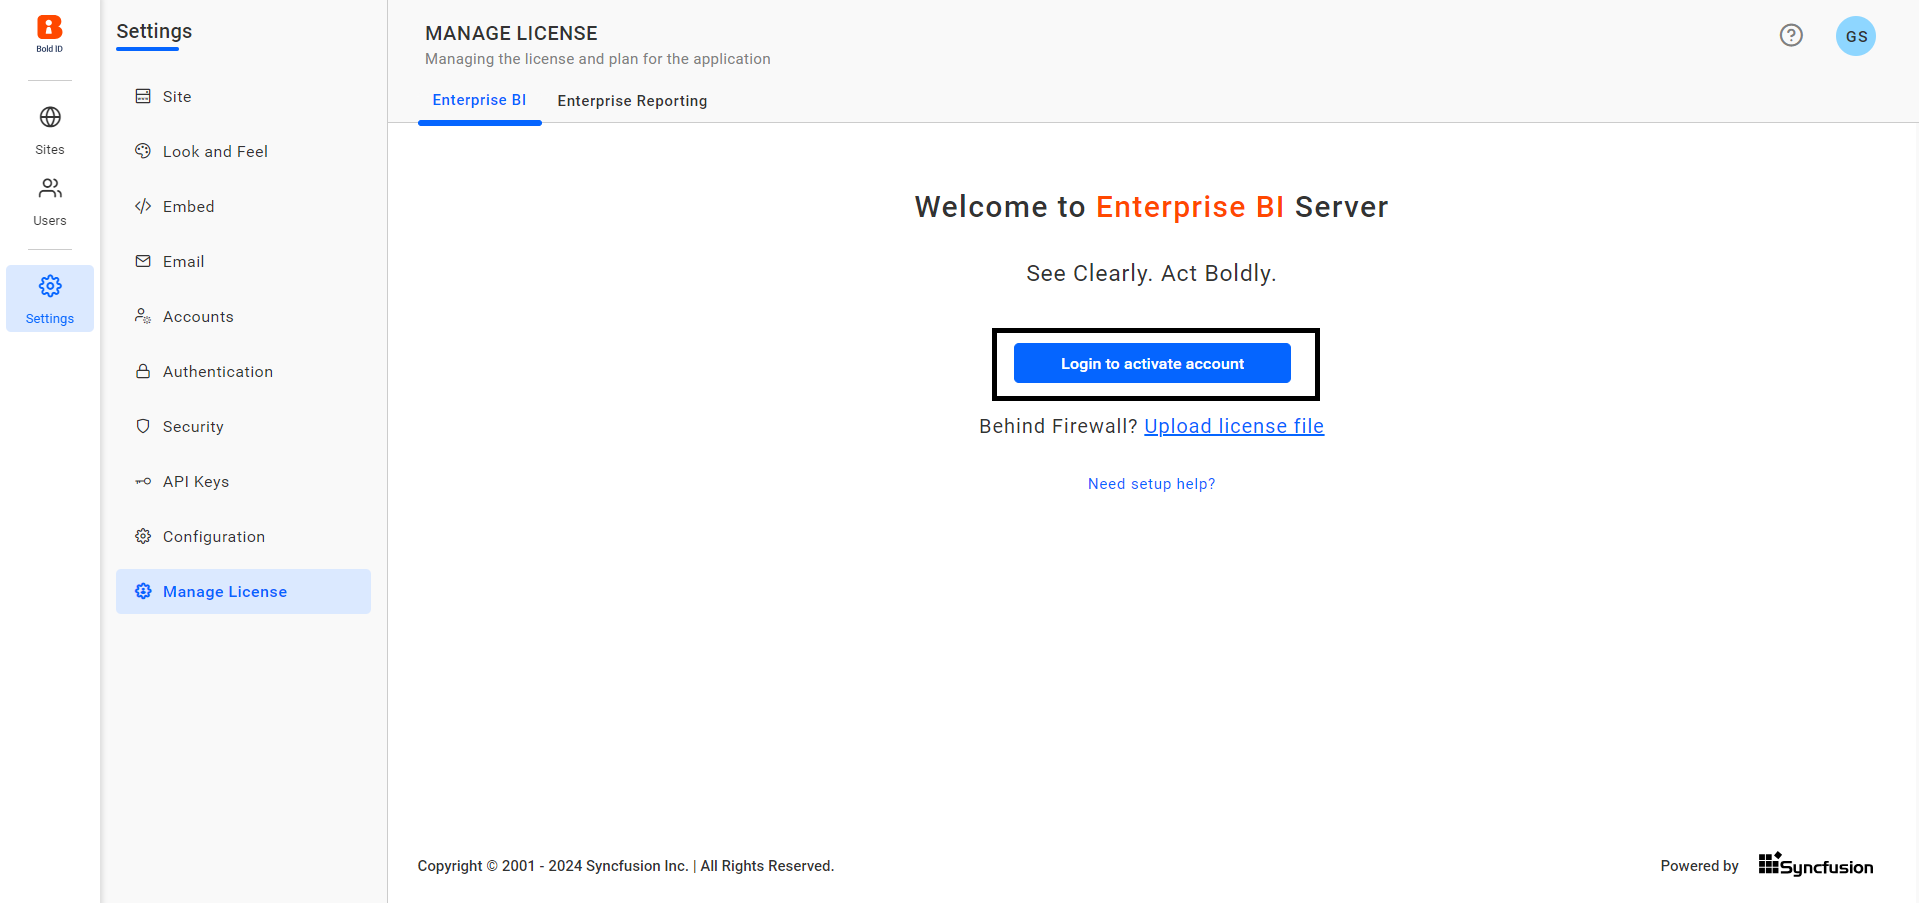 Bold ID
Sites
Users
Settings
Settings
Site
Look and Feel
Embed
Email
Accounts
Authentication
Security
API Keys
Configuration
Manage License
MANAGE LICENSE
Managing the license and plan for the application
GS
Enterprise BI
Enterprise Reporting
Welcome to Enterprise BI Server
See Clearly. Act Boldly.
Login to activate account
Behind Firewall? Upload license file
Need setup help?
Copyright © 2001 - 2024 Syncfusion Inc. | All Rights Reserved.
Powered by Syncfusion